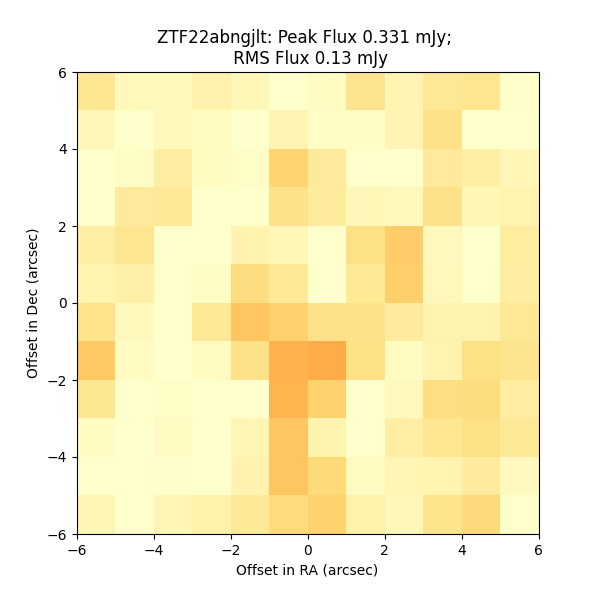 ZTF22abngjlt: Peak Flux 0.331 mJy;
RMS Flux 0.13 mJy
6
4
2
0
−2
−4
−6
Offset in Dec (arcsec)
−6 −4 −2 0 2 4 6
Offset in RA (arcsec)